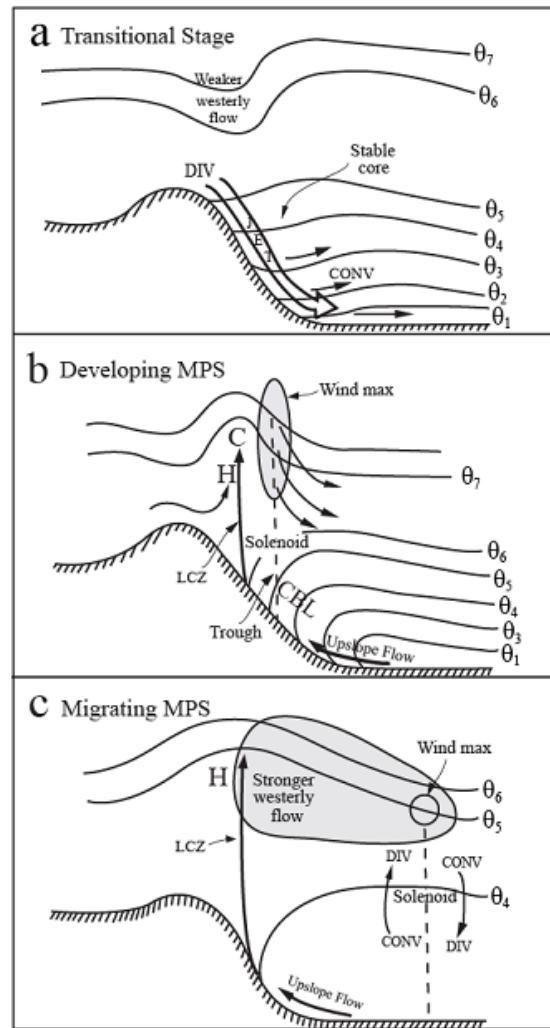 a Transitional Stage
θ7
Weaker
westerly
flow
θ6
DIV
Stable
core
θ5
J
E
T
θ4
θ3
CONV
θ2
θ1
b Developing MPS
Wind max
C
H
θ7
Solenoid
θ6
LCZ
CBL
θ5
Trough
θ4
Upslope Flow
θ3
θ1
c Migrating MPS
Wind max
H
Stronger
westerly
flow
θ6
θ5
LCZ
DIV
CONV
Solenoid
θ4
CONV
DIV
Upslope Flow